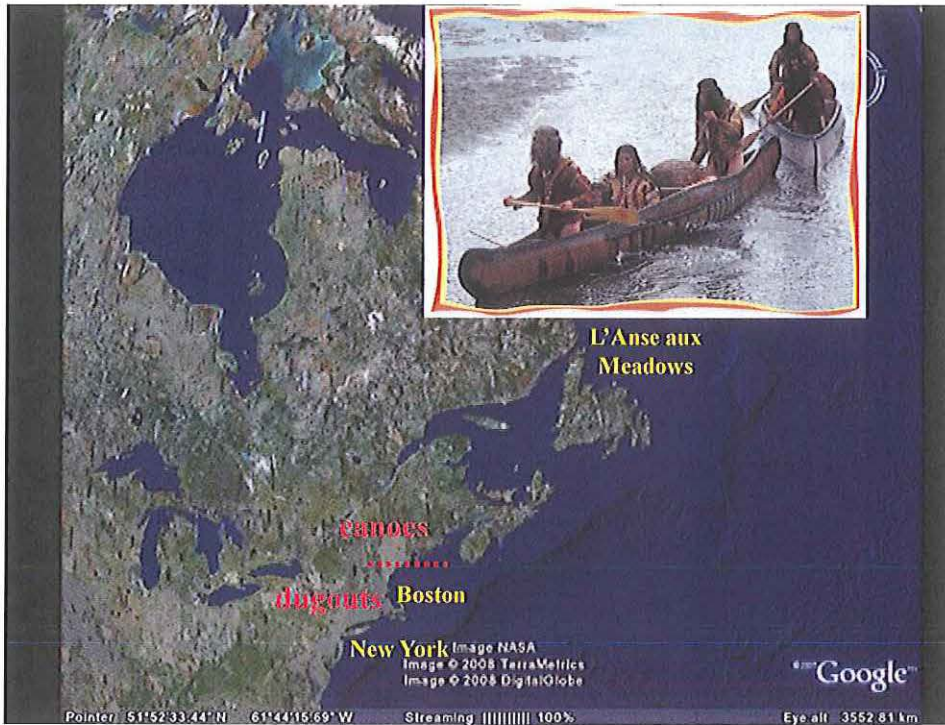 L'Anse aux
Meadows
canoes
dugouts
Boston
New York
Image NASA
Image © 2008 TerraMetrics
Image © 2008 DigitalGlobe
Google
Pointer 51°52'33.44" N 61°44'15.69" W Streaming |||||||||| 100% Eye alt 3552.81 km